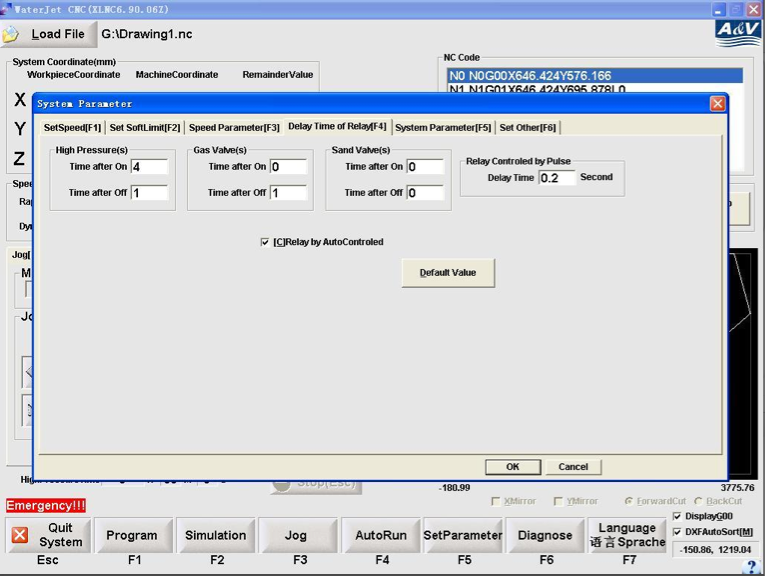 WaterJet CNC(XLNC6.90.06Z)
Load File G:\Drawing1.nc
A&V
System Coordinate(mm)
WorkpieceCoordinate MachineCoordinate RemainderValue
NC Code
N0 N0G00X646.424Y576.166
N1 N1G01X646.424Y695.878L0
X
Y
Z
System Parameter
SetSpeed[F1] Set SoftLimit[F2] Speed Parameter[F3] Delay Time of Relay[F4] System Parameter[F5] Set Other[F6]
High Pressure(s) Gas Valve(s) Sand Valve(s) Relay Controled by Pulse
Time after On 4 Time after On 0 Time after On 0 Delay Time 0.2 Second
Time after Off 1 Time after Off 1 Time after Off 0
[C]Relay by AutoControled
Default Value
OK Cancel
Stop(Esc)
-180.99 3775.76
XMirror YMirror ForwardCut BackCut
Emergency!!!
DisplayG00
DXFAutoSort[M]
-150.86, 1219.04
Quit System Program Simulation Jog AutoRun SetParameter Diagnose Language 语言Sprache
Esc F1 F2 F3 F4 F5 F6 F7
?